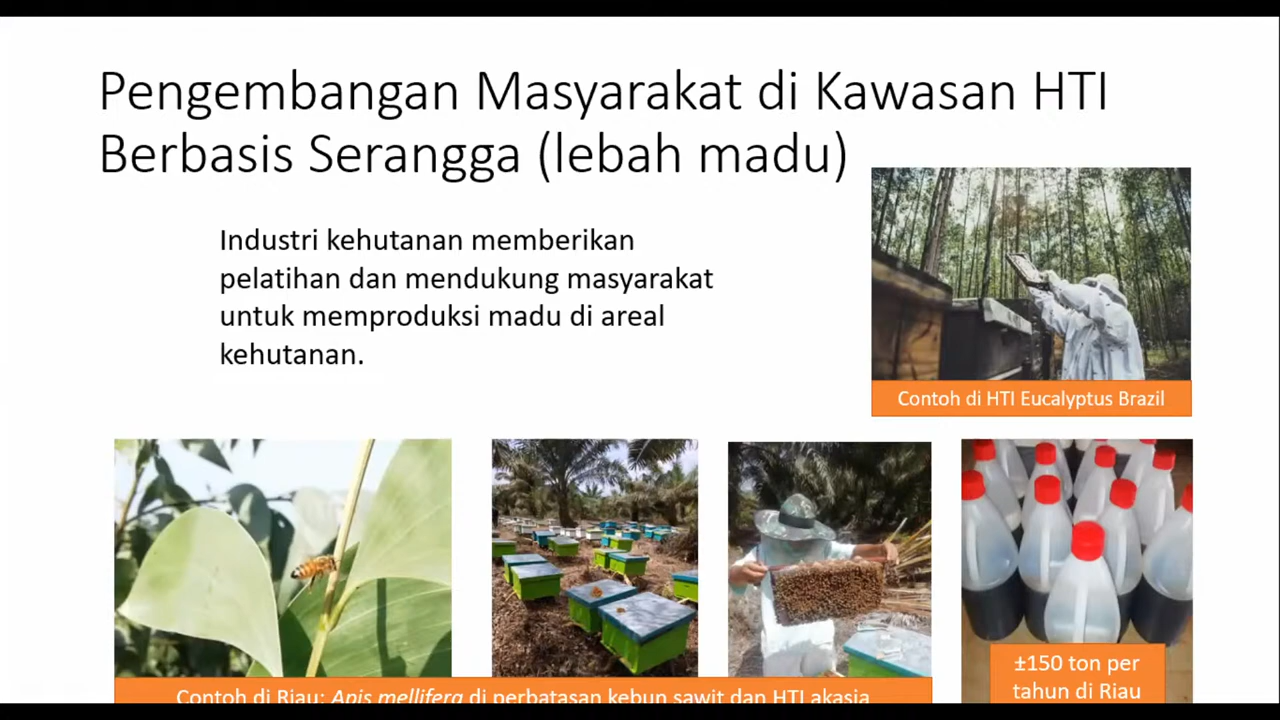 Pengembangan Masyarakat di Kawasan HTI
Berbasis Serangga (lebah madu)
Industri kehutanan memberikan
pelatihan dan mendukung masyarakat
untuk memproduksi madu di areal
kehutanan.
Contoh di HTI Eucalyptus Brazil
Contoh di Riau: Apis mellifera di perbatasan kebun sawit dan HTI akasia
±150 ton per
tahun di Riau